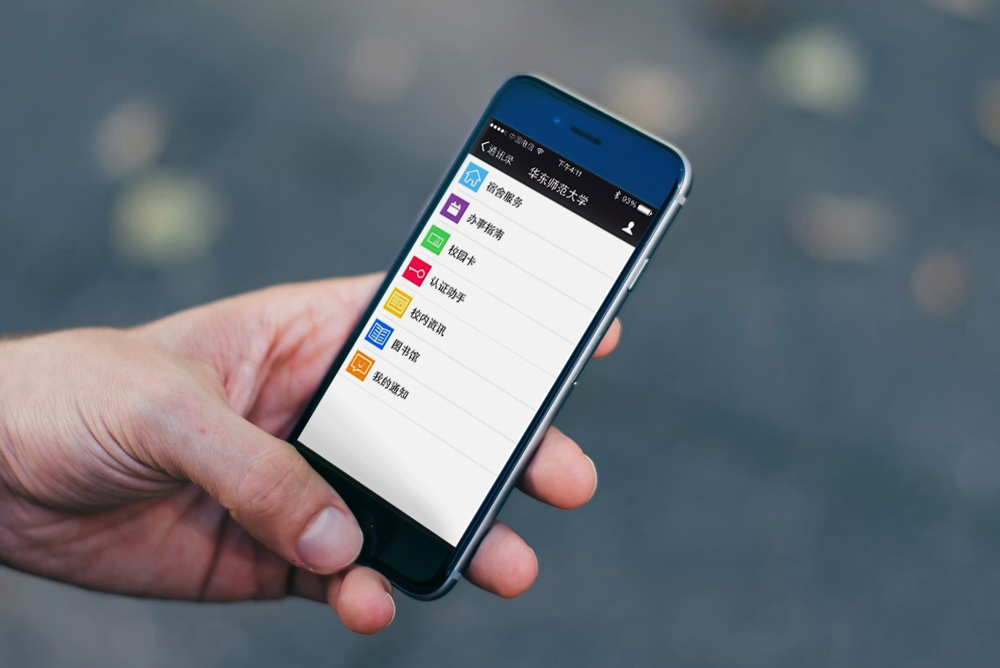 中国电信 下午4:11 93%
通讯录 华东师范大学
宿舍服务
办事指南
校园卡
认证助手
校内资讯
图书馆
我的通知